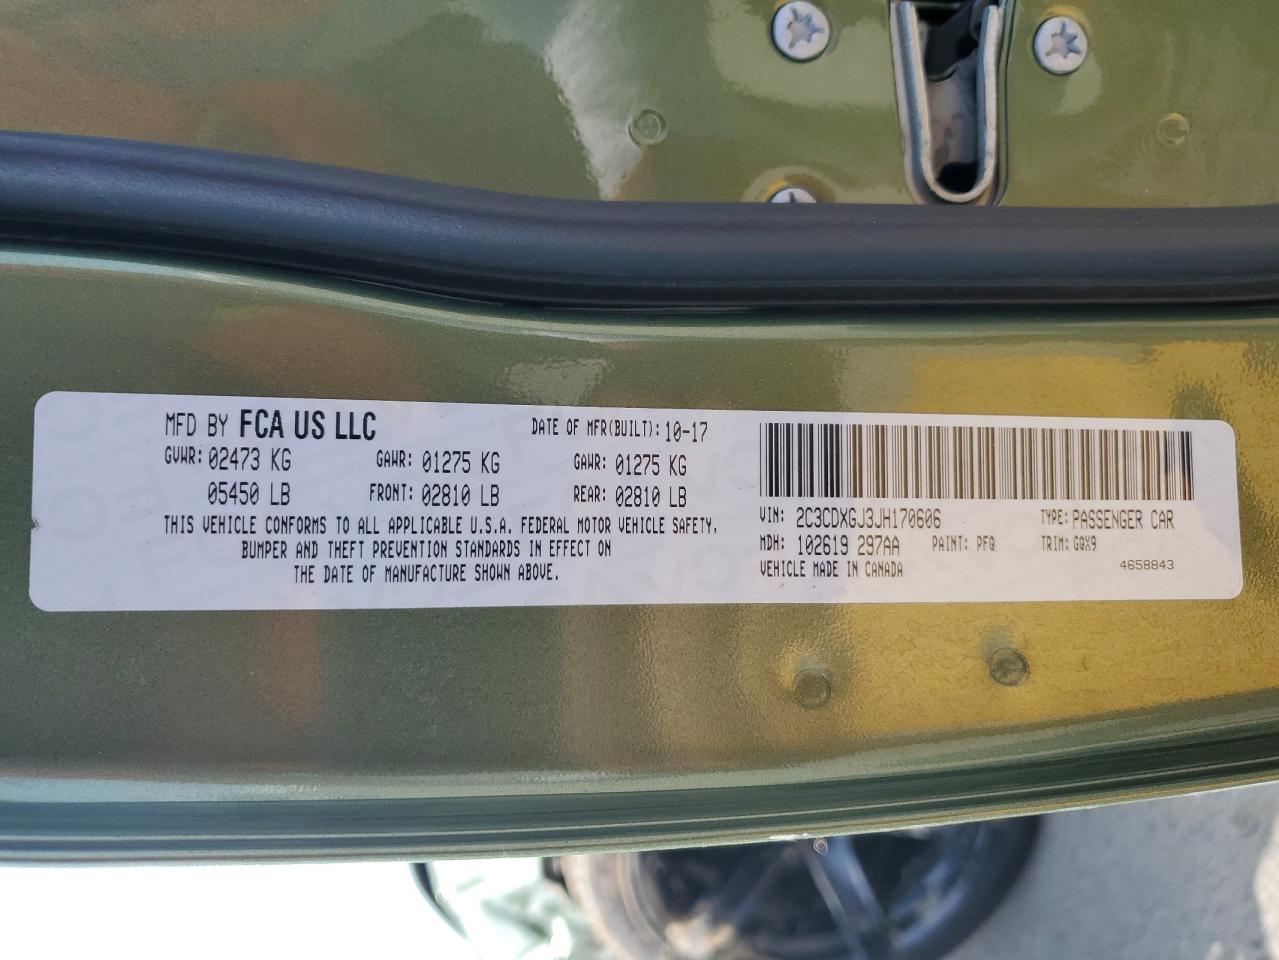 MFD BY FCA US LLC DATE OF MFR(BUILT): 10-17
GVWR: 02473 KG GAWR: 01275 KG GAWR: 01275 KG
05450 LB FRONT: 02810 LB REAR: 02810 LB
THIS VEHICLE CONFORMS TO ALL APPLICABLE U.S.A. FEDERAL MOTOR VEHICLE SAFETY,
BUMPER AND THEFT PREVENTION STANDARDS IN EFFECT ON
THE DATE OF MANUFACTURE SHOWN ABOVE.
VIN: 2C3CDXGJ3JH170606 TYPE: PASSENGER CAR
MDH: 102619 297AA PAINT: PFQ TRIM: GQX9
VEHICLE MADE IN CANADA 4658843